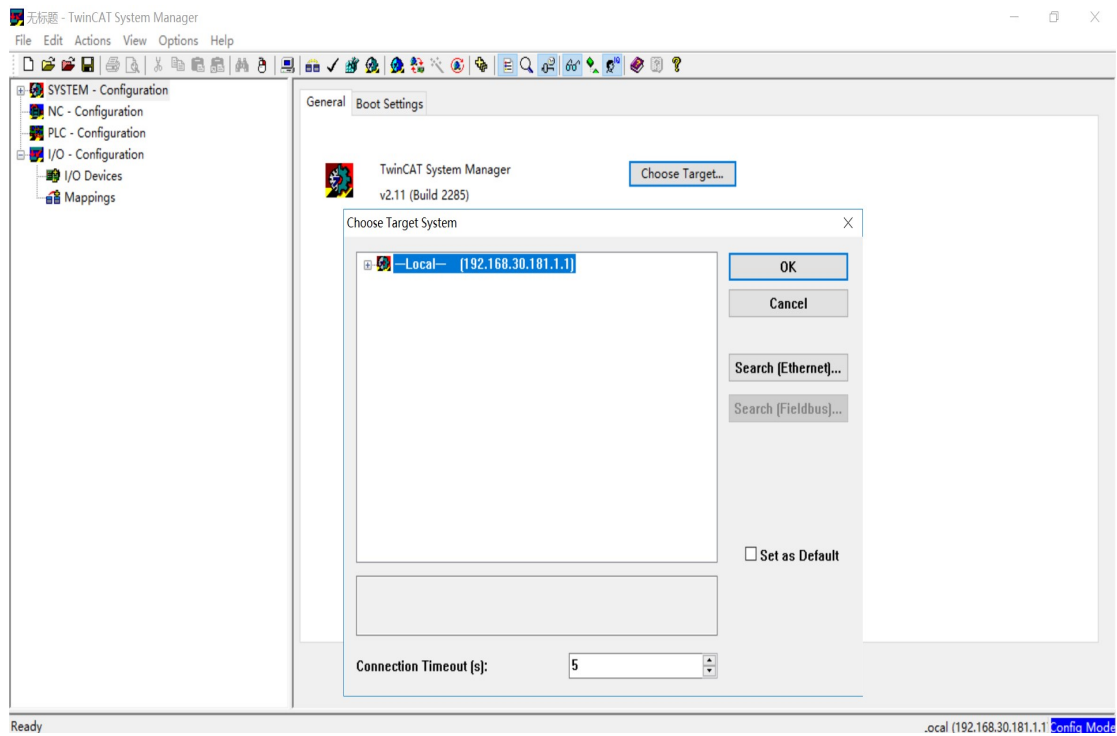 无标题 - TwinCAT System Manager
File Edit Actions View Options Help
SYSTEM - Configuration
NC - Configuration
PLC - Configuration
I/O - Configuration
I/O Devices
Mappings
General Boot Settings
TwinCAT System Manager
v2.11 (Build 2285)
Choose Target...
Choose Target System
—Local— (192.168.30.181.1.1)
OK
Cancel
Search (Ethernet)...
Search (Fieldbus)...
Set as Default
Connection Timeout (s): 5
Ready
.ocal (192.168.30.181.1.1 Config Mode